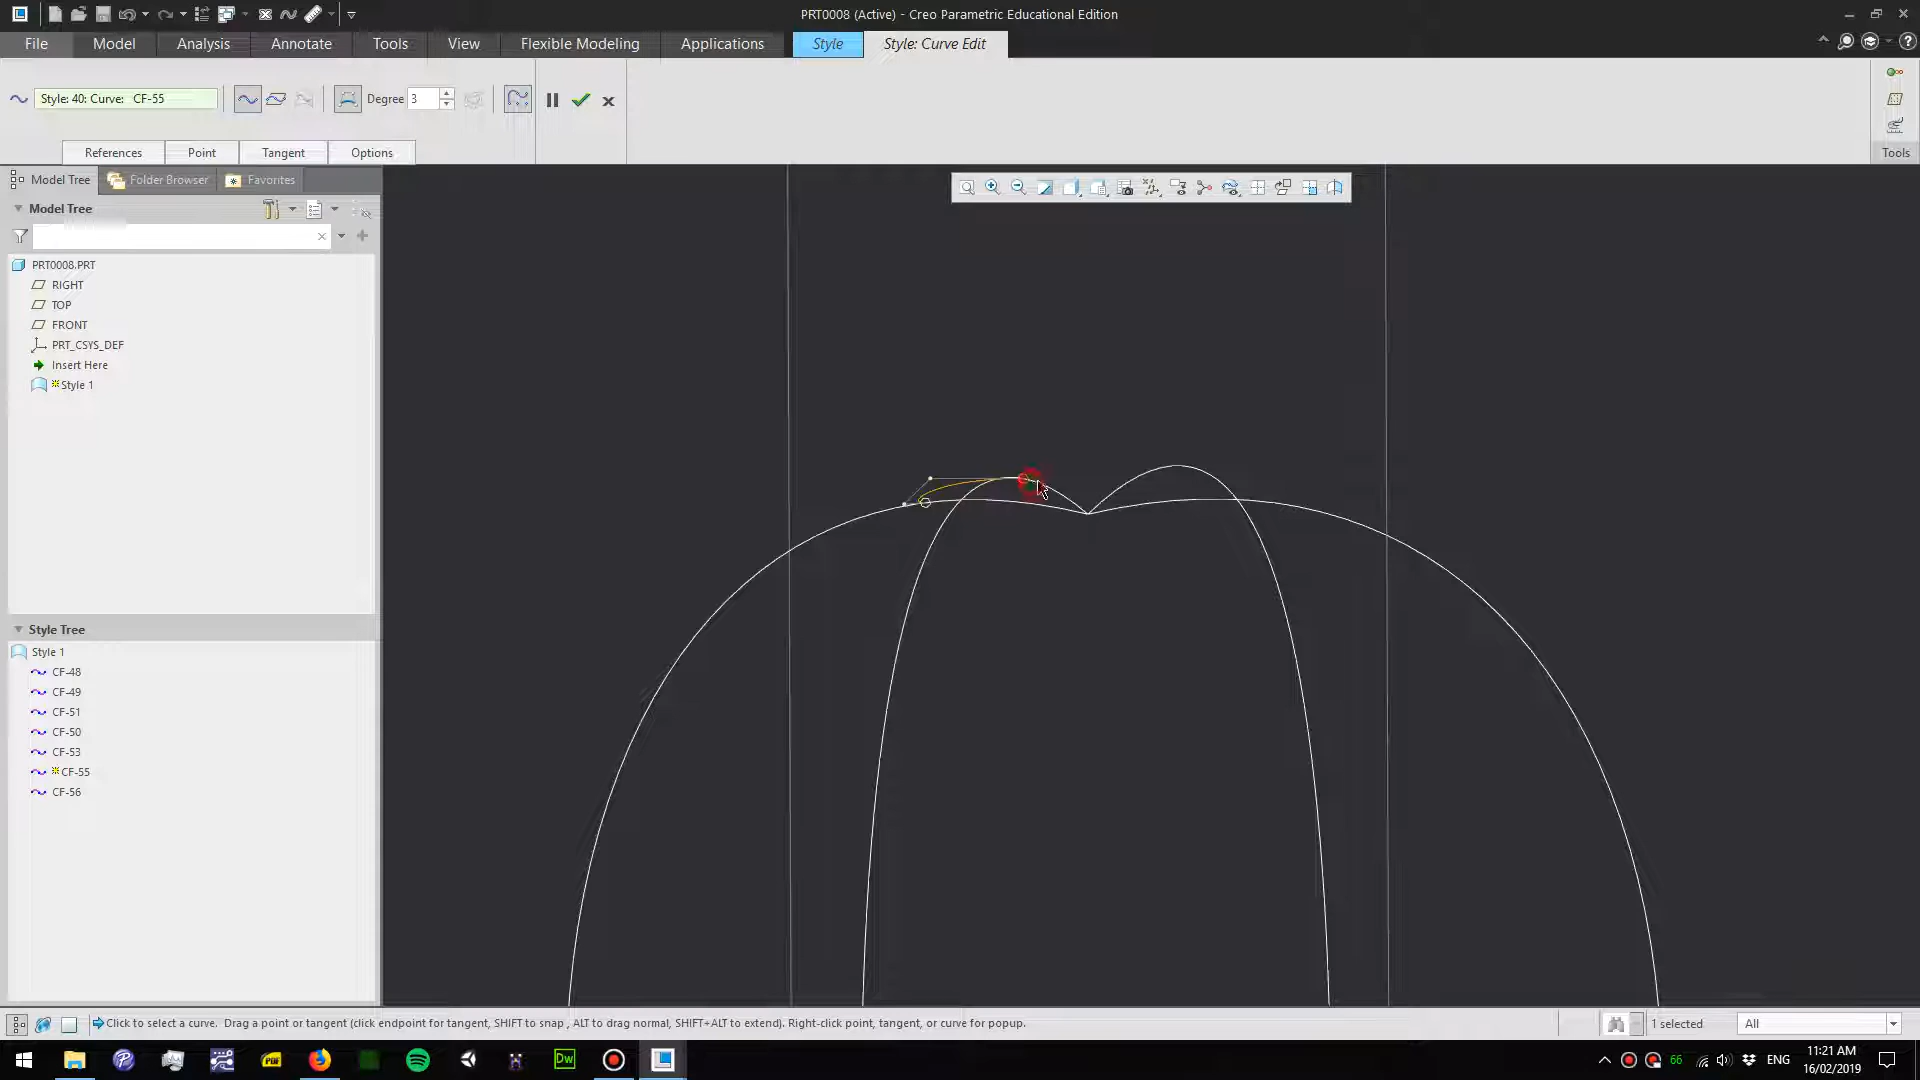 PRT0008 (Active) - Creo Parametric Educational Edition
File Model Analysis Annotate Tools View Flexible Modeling Applications Style Style: Curve Edit
Style: 40: Curve: CF-55
Degree 3
References Point Tangent Options
Tools
Model Tree Folder Browser Favorites
Model Tree
PRT0008.PRT
RIGHT
TOP
FRONT
PRT_CSYS_DEF
Insert Here
Style 1
Style Tree
Style 1
CF-48
CF-49
CF-51
CF-50
CF-53
CF-55
CF-56
Click to select a curve. Drag a point or tangent (click endpoint for tangent, SHIFT to snap , ALT to drag normal, SHIFT+ALT to extend). Right-click point, tangent, or curve for popup.
1 selected
All
PDF
Dw
66
ENG
11:21 AM
16/02/2019